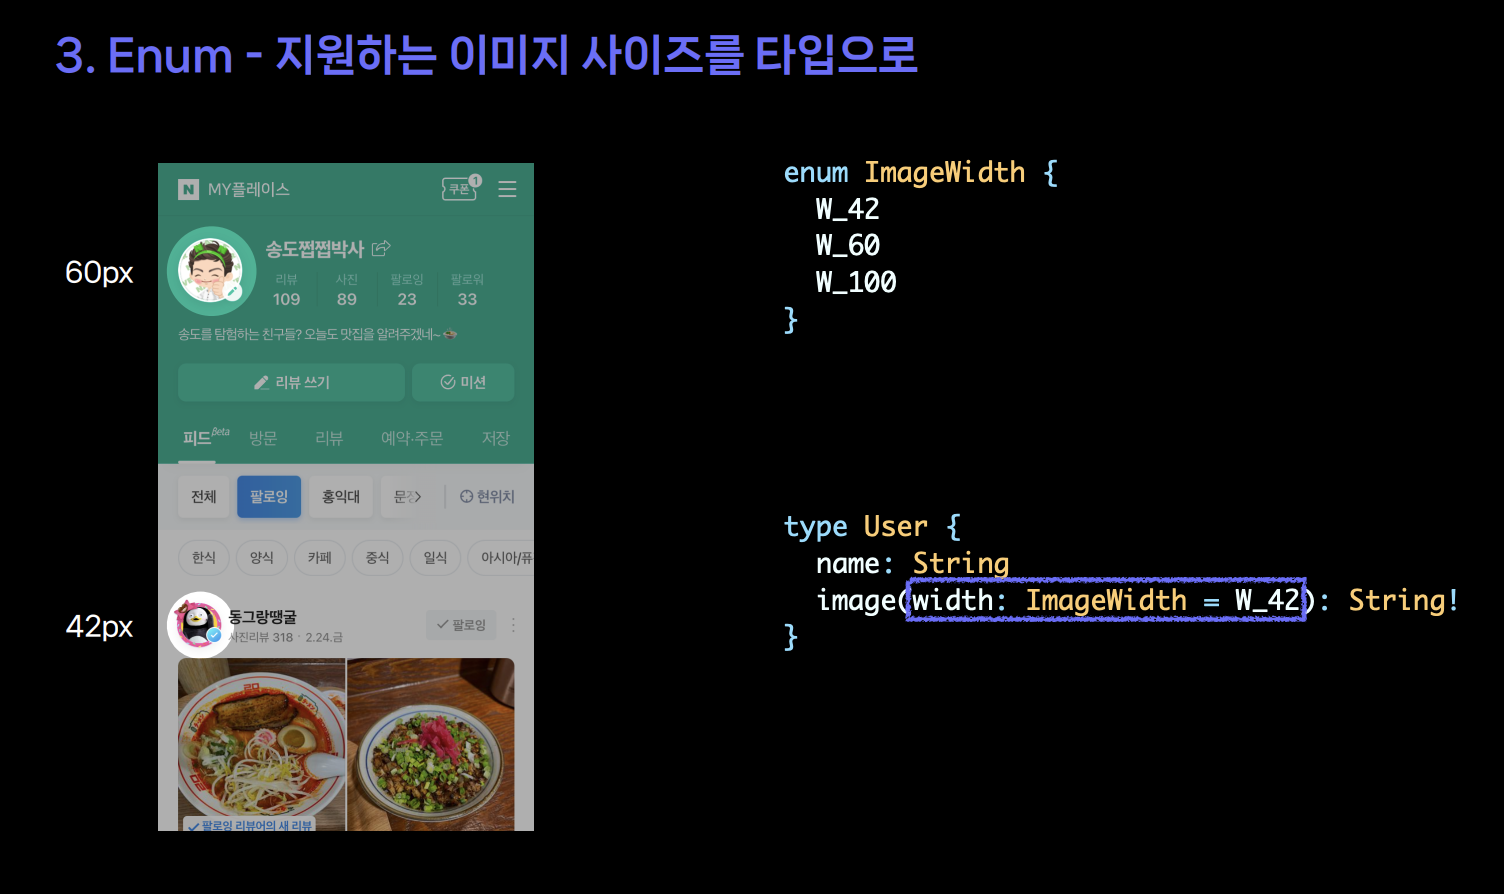 3. Enum - 지원하는 이미지 사이즈를 타입으로
60px
42px
N MY플레이스
쿠폰 1
송도쩝쩝박사
리뷰 사진 팔로잉 팔로워
109 89 23 33
송도를 탐험하는 친구들? 오늘도 맛집을 알려주겠네~
리뷰 쓰기 미션
피드 Beta 방문 리뷰 예약·주문 저장
전체 팔로잉 홍익대 현위치
한식 양식 카페 중식 일식 아시아/퓨
동그랑땡굴
사진리뷰 318 · 2.24.금
팔로잉
팔로잉 리뷰어의 새 리뷰
enum ImageWidth {
W_42
W_60
W_100
}
type User {
name: String
image(width: ImageWidth = W_42): String!
}